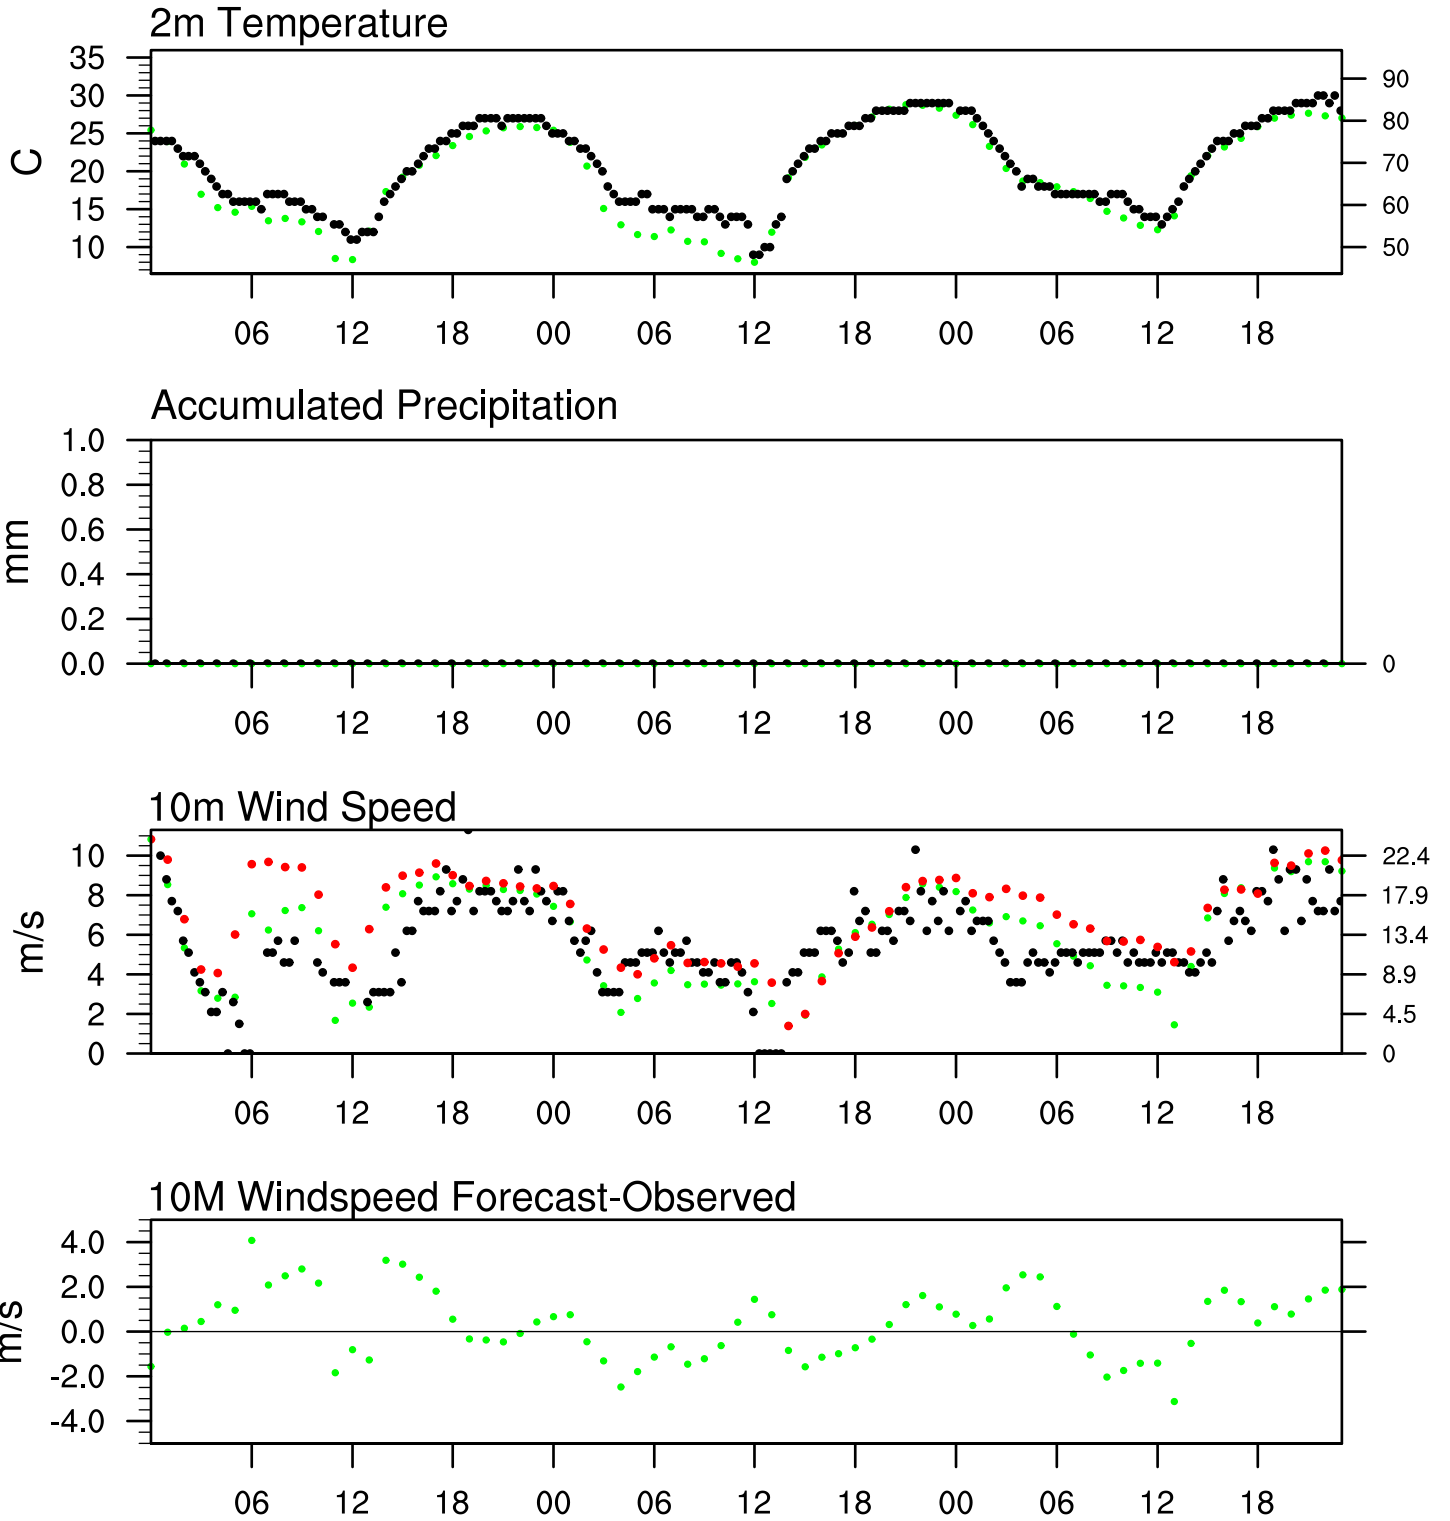 2m Temperature
35
30
25
20
15
10
C
90
80
70
60
50
06 12 18 00 06 12 18 00 06 12 18
Accumulated Precipitation
1.0
0.8
0.6
0.4
0.2
0.0
mm
0
06 12 18 00 06 12 18 00 06 12 18
10m Wind Speed
10
8
6
4
2
0
m/s
22.4
17.9
13.4
8.9
4.5
0
06 12 18 00 06 12 18 00 06 12 18
10M Windspeed Forecast-Observed
4.0
2.0
0.0
-2.0
-4.0
m/s
06 12 18 00 06 12 18 00 06 12 18